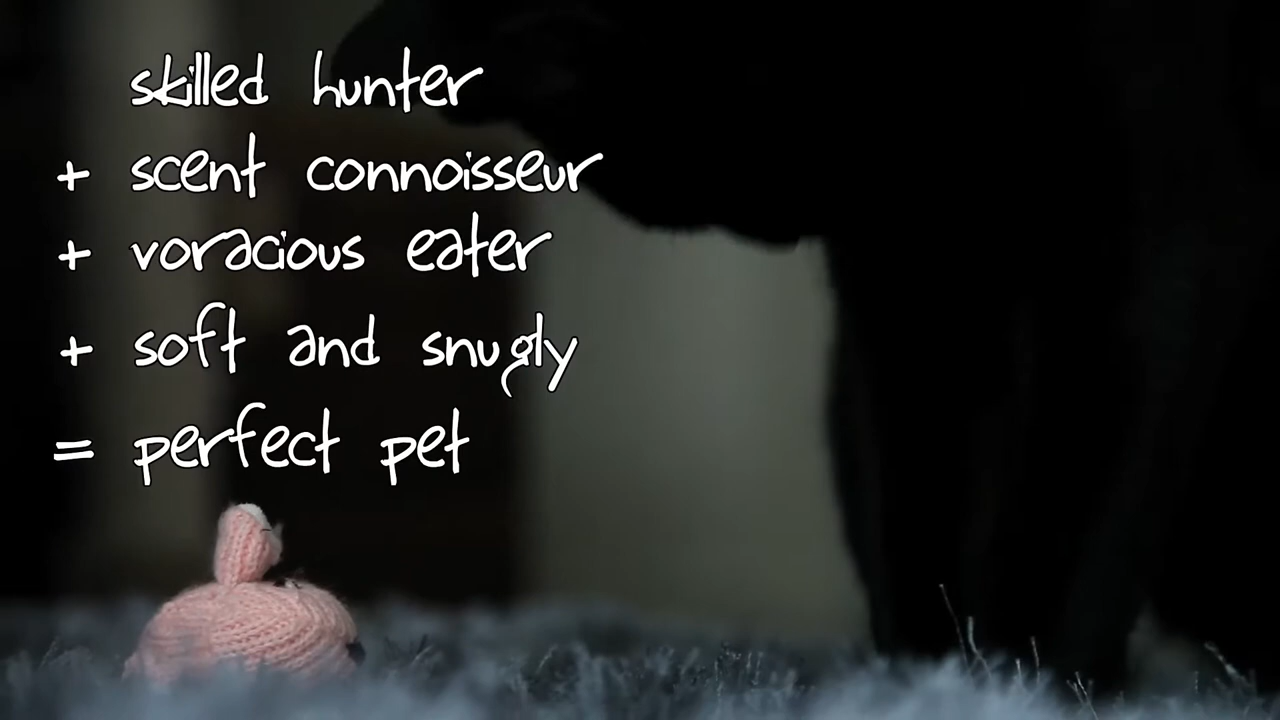 skilled hunter
+ scent connoisseur
+ voracious eater
+ soft and snugly
= perfect pet